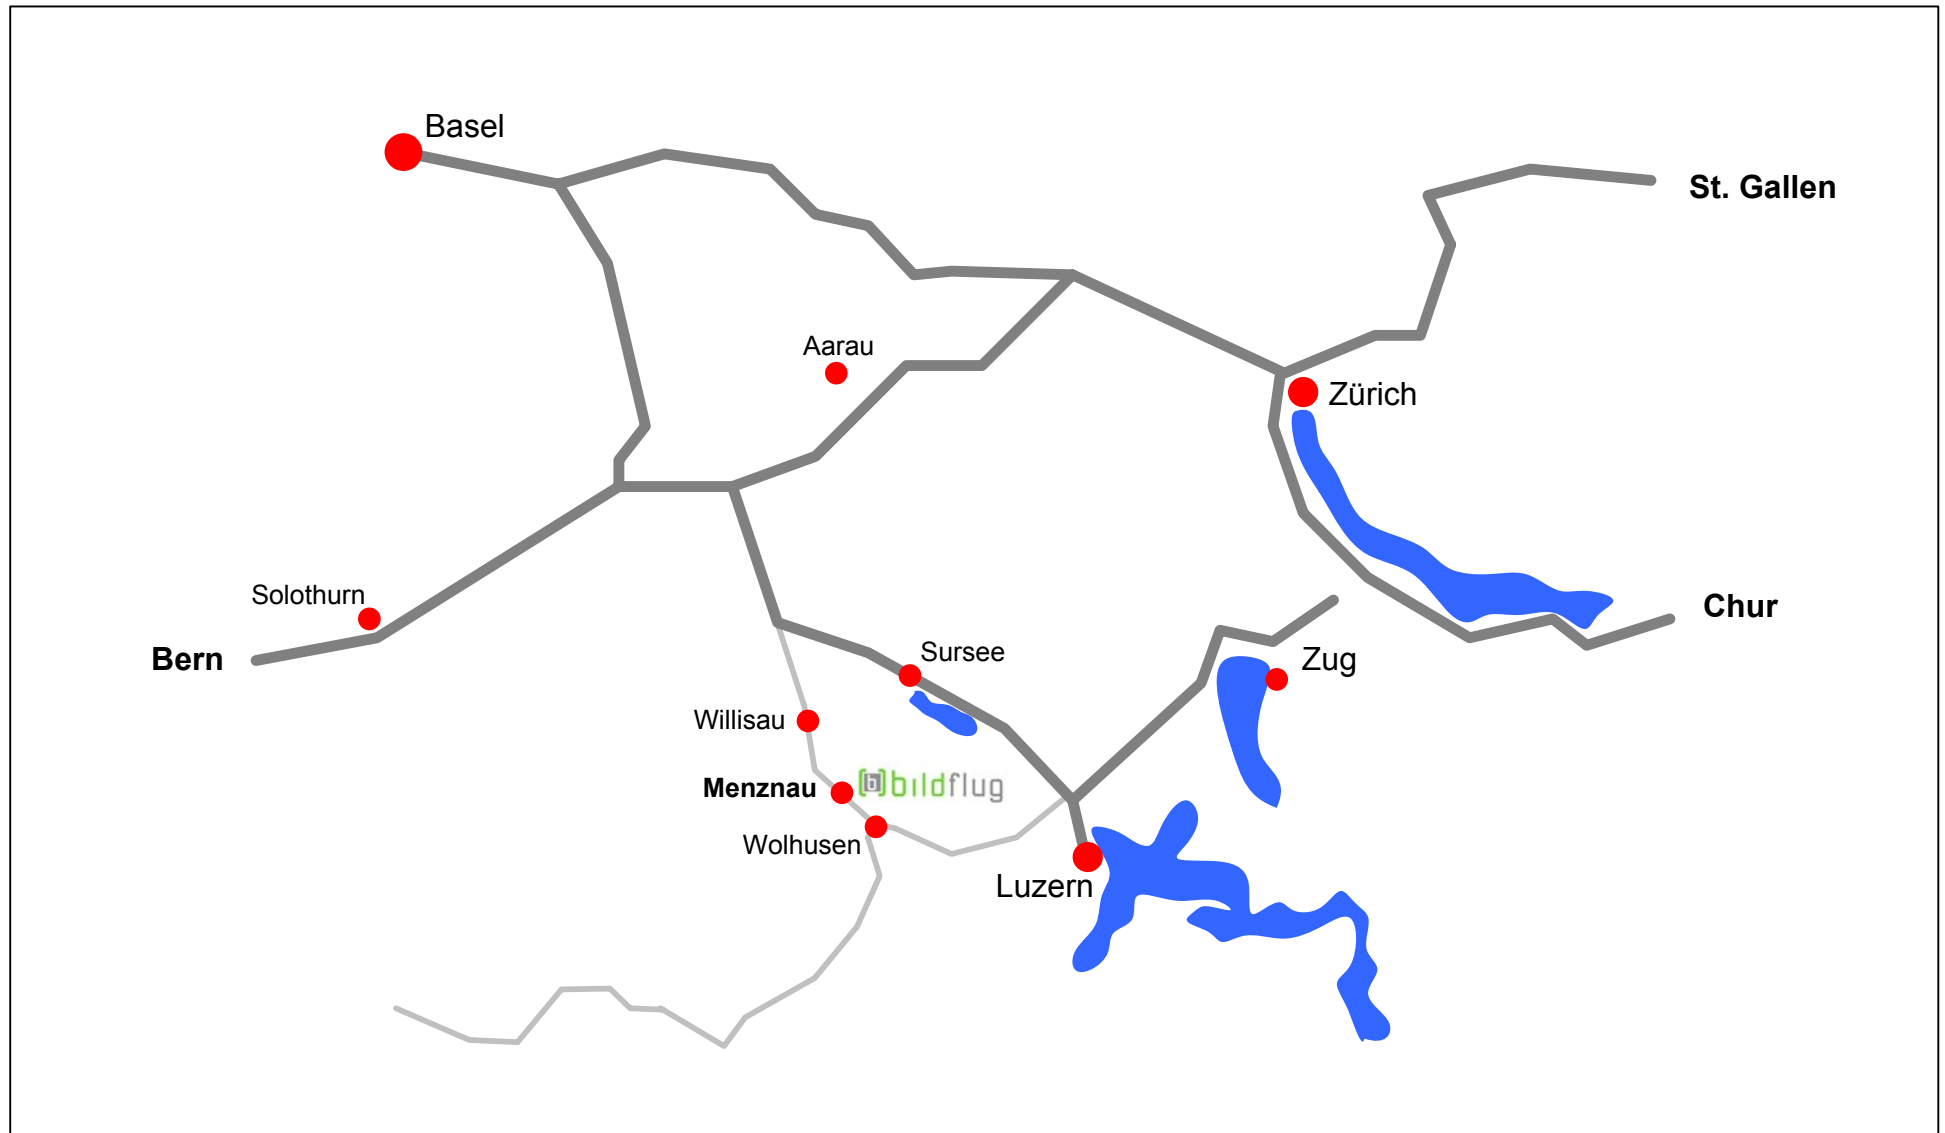 Basel
St. Gallen
Aarau
Zürich
Solothurn
Chur
Bern
Sursee
Zug
Willisau
Menznau
[b] bildflug
Wolhusen
Luzern